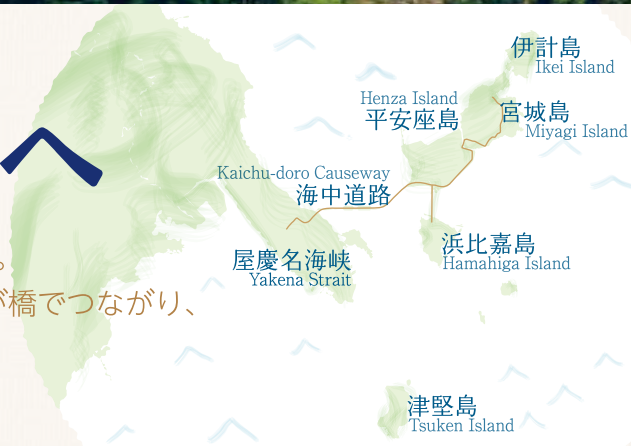 伊計島
Ikei Island
Henza Island
平安座島
宮城島
Miyagi Island
へ
Kaichu-doro Causeway
海中道路
浜比嘉島
Hamahiga Island
屋慶名海峡
Yakena Strait
。
が橋でつながり、
津堅島
Tsuken Island